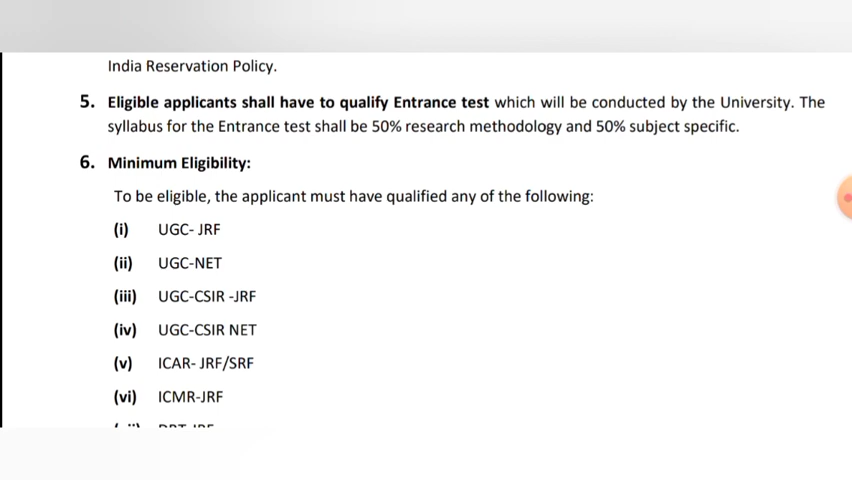 India Reservation Policy.
5. Eligible applicants shall have to qualify Entrance test which will be conducted by the University. The
syllabus for the Entrance test shall be 50% research methodology and 50% subject specific.
6. Minimum Eligibility:
To be eligible, the applicant must have qualified any of the following:
(i) UGC- JRF
(ii) UGC-NET
(iii) UGC-CSIR -JRF
(iv) UGC-CSIR NET
(v) ICAR- JRF/SRF
(vi) ICMR-JRF